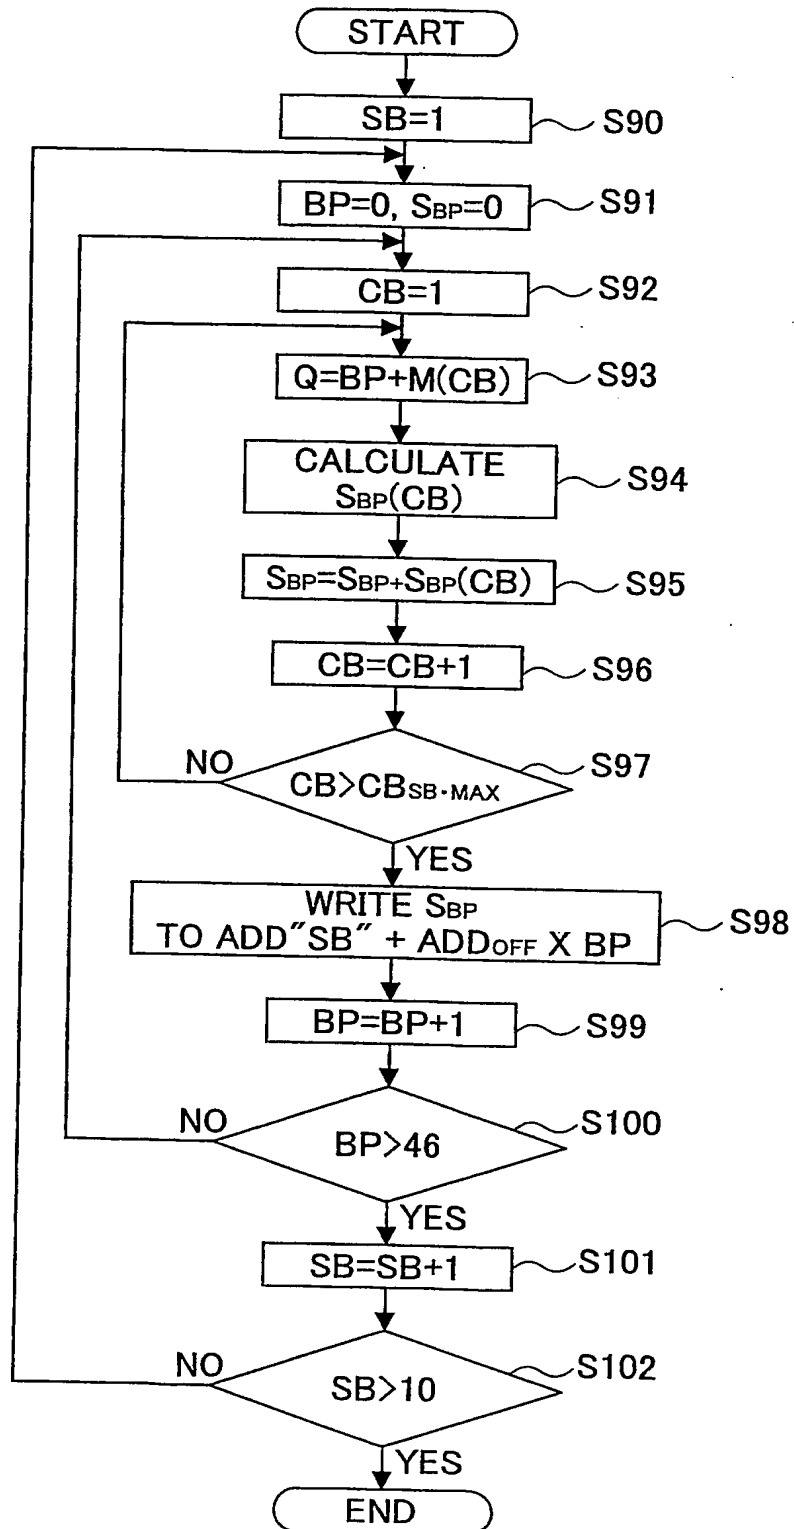 START
SB=1
S90
BP=0, SBP=0
S91
CB=1
S92
Q=BP+M(CB)
S93
CALCULATE
SBP(CB)
S94
SBP=SBP+SBP(CB)
S95
CB=CB+1
S96
CB>CBSB·MAX
S97
NO
YES
WRITE SBP
TO ADD"SB" + ADDOFF X BP
S98
BP=BP+1
S99
BP>46
S100
NO
YES
SB=SB+1
S101
SB>10
S102
NO
YES
END